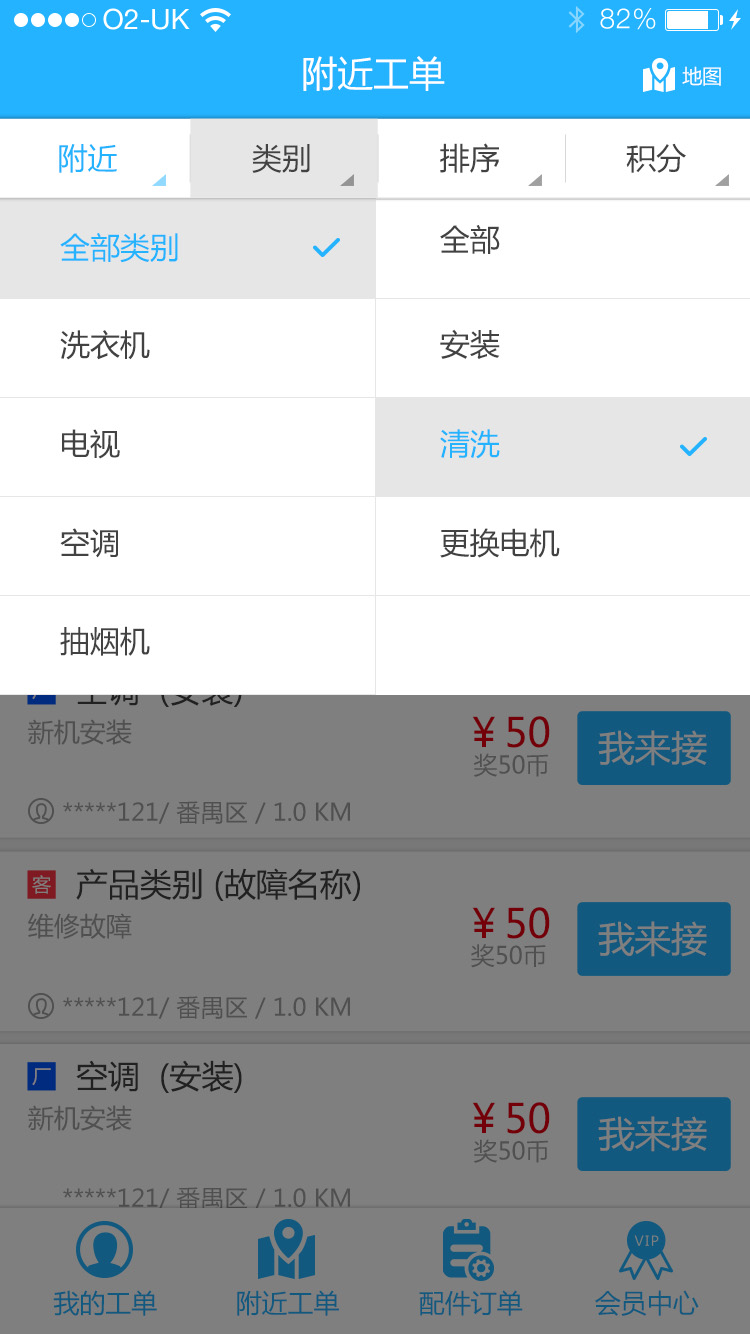 O2-UK 82%
附近工单 地图
附近 类别 排序 积分
全部类别 全部
洗衣机 安装
电视 清洗
空调 更换电机
抽烟机
厂 空调 (安装)
新机安装 ¥ 50 我来接
奖50币
*****121/ 番禺区 / 1.0 KM
客 产品类别 (故障名称)
维修故障 ¥ 50 我来接
奖50币
*****121/ 番禺区 / 1.0 KM
厂 空调 (安装)
新机安装 ¥ 50 我来接
奖50币
*****121/ 番禺区 / 1.0 KM
VIP
我的工单 附近工单 配件订单 会员中心